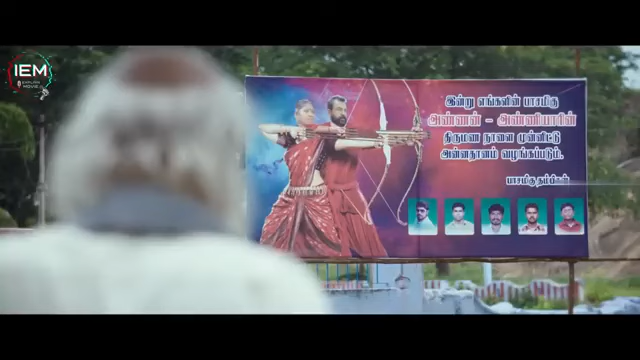 IEM
இன்று எங்களின் பாசமிகு
அண்ணன் - அண்ணியாரின்
திருமண நாளை முன்னிட்டு
அன்னதானம் வழங்கப்படும்.
பாசமிகு தம்பிகள்